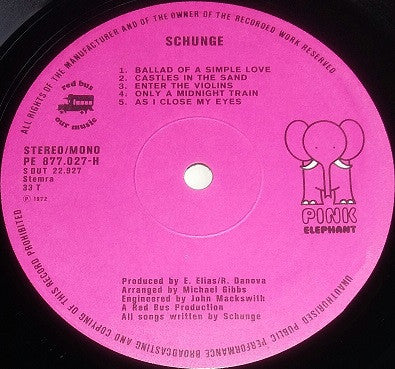 ALL RIGHTS OF THE MANUFACTURER AND OF THE OWNER OF THE RECORDED WORK RESERVED
SCHUNGE
red bus
our music
1. BALLAD OF A SIMPLE LOVE
2. CASTLES IN THE SAND
3. ENTER THE VIOLINS
4. ONLY A MIDNIGHT TRAIN
5. AS I CLOSE MY EYES
STEREO/MONO
PE 877.027-H
S OUT 22.927
Stemra
33 T
℗ 1972
PINK
ELEPHANT
Produced by E. Elias/R. Danova
Arranged by Michael Gibbs
Engineered by John Mackswith
A Red Bus Production
All songs written by Schunge
UNAUTHORISED PUBLIC PERFORMANCE BROADCASTING AND COPYING OF THIS RECORD PROHIBITED